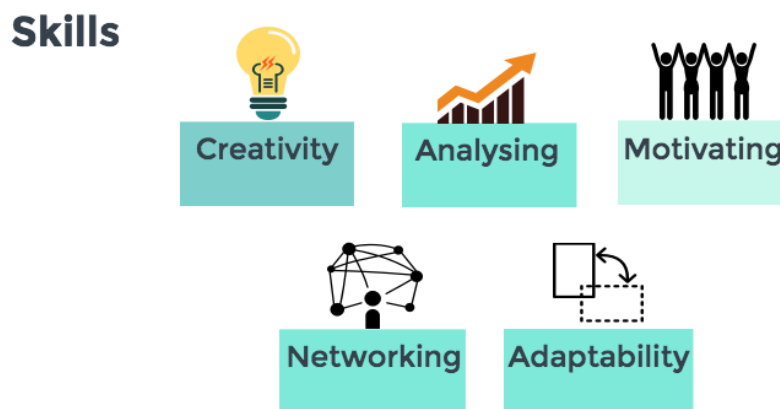 Skills
Creativity
Analysing
Motivating
Networking
Adaptability